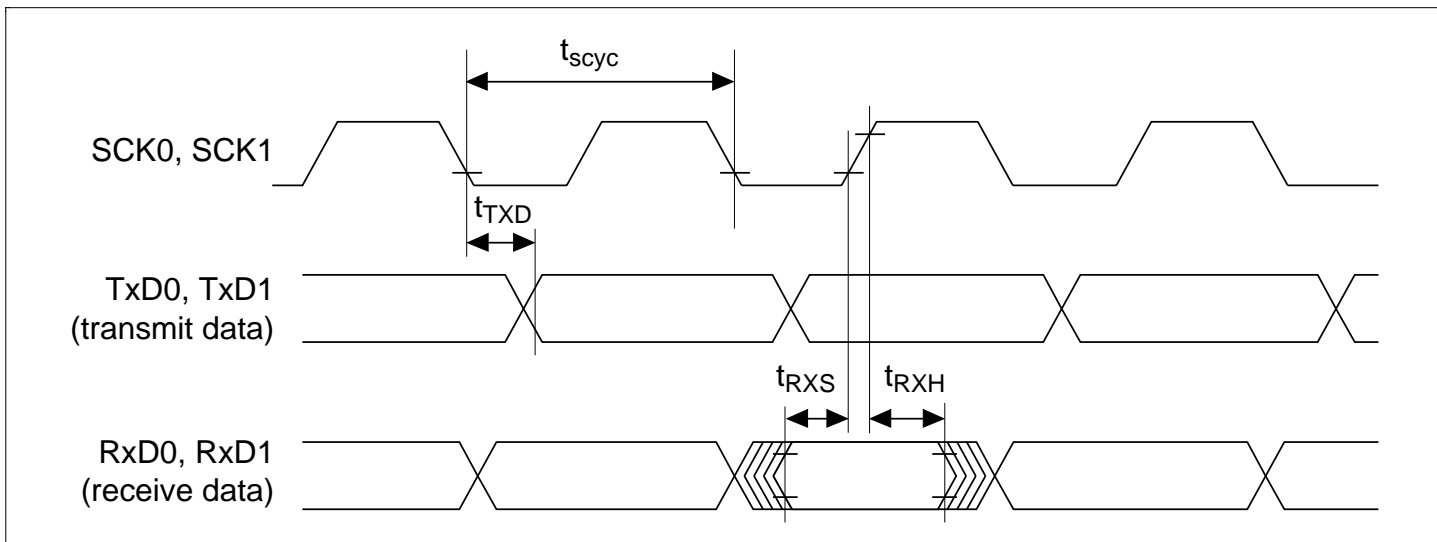 tscyc
SCK0, SCK1
tTXD
TxD0, TxD1
(transmit data)
tRXS
tRXH
RxD0, RxD1
(receive data)